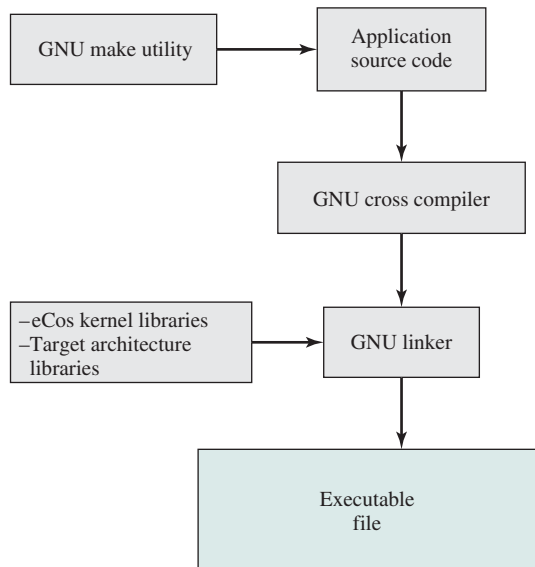 GNU make utility
Application
source code
GNU cross compiler
–eCos kernel libraries
–Target architecture
libraries
GNU linker
Executable
file